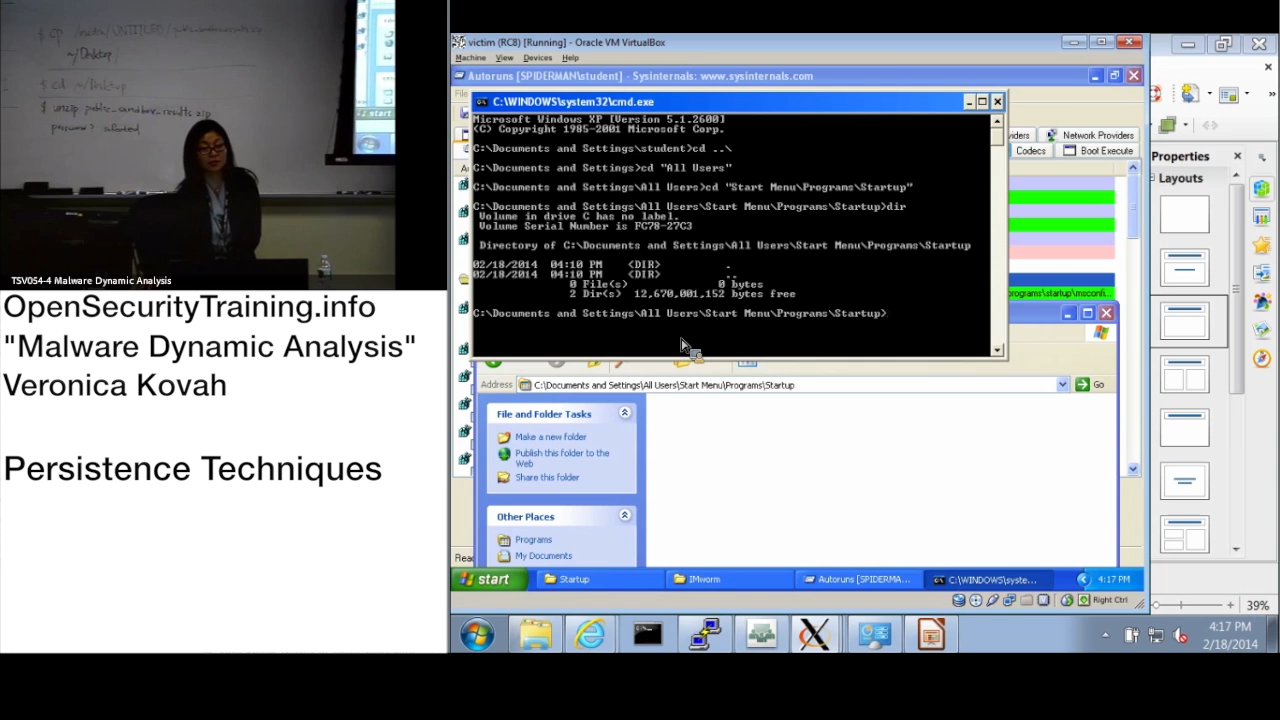 ~/Desktop/
$ cd ~/Desktop
start
TSV054-4 Malware Dynamic Analysis
OpenSecurityTraining.info
"Malware Dynamic Analysis"
Veronica Kovah
Persistence Techniques
victim (RC8) [Running] - Oracle VM VirtualBox
Machine View Devices Help
Autoruns [SPIDERMAN\student] - Sysinternals: www.sysinternals.com
C:\WINDOWS\system32\cmd.exe
Microsoft Windows XP [Version 5.1.2600]
(C) Copyright 1985-2001 Microsoft Corp.
C:\Documents and Settings\student>cd ..\
C:\Documents and Settings>cd "All Users"
C:\Documents and Settings\All Users>cd "Start Menu\Programs\Startup"
C:\Documents and Settings\All Users\Start Menu\Programs\Startup>dir
Volume in drive C has no label.
Volume Serial Number is FC78-27C3
Directory of C:\Documents and Settings\All Users\Start Menu\Programs\Startup
02/18/2014 04:10 PM <DIR> .
02/18/2014 04:10 PM <DIR> ..
0 File(s) 0 bytes
2 Dir(s) 12,670,001,152 bytes free
C:\Documents and Settings\All Users\Start Menu\Programs\Startup>
viders Network Providers
Codecs Boot Execute
programs\startup\msconfi...
Address C:\Documents and Settings\All Users\Start Menu\Programs\Startup Go
File and Folder Tasks
Make a new folder
Publish this folder to the
Web
Share this folder
Other Places
Programs
My Documents
Reac
start Startup IMworm Autoruns [SPIDERMA... C:\WINDOWS\syste... 4:17 PM
Right Ctrl
Properties
Layouts
39%
4:17 PM
2/18/2014